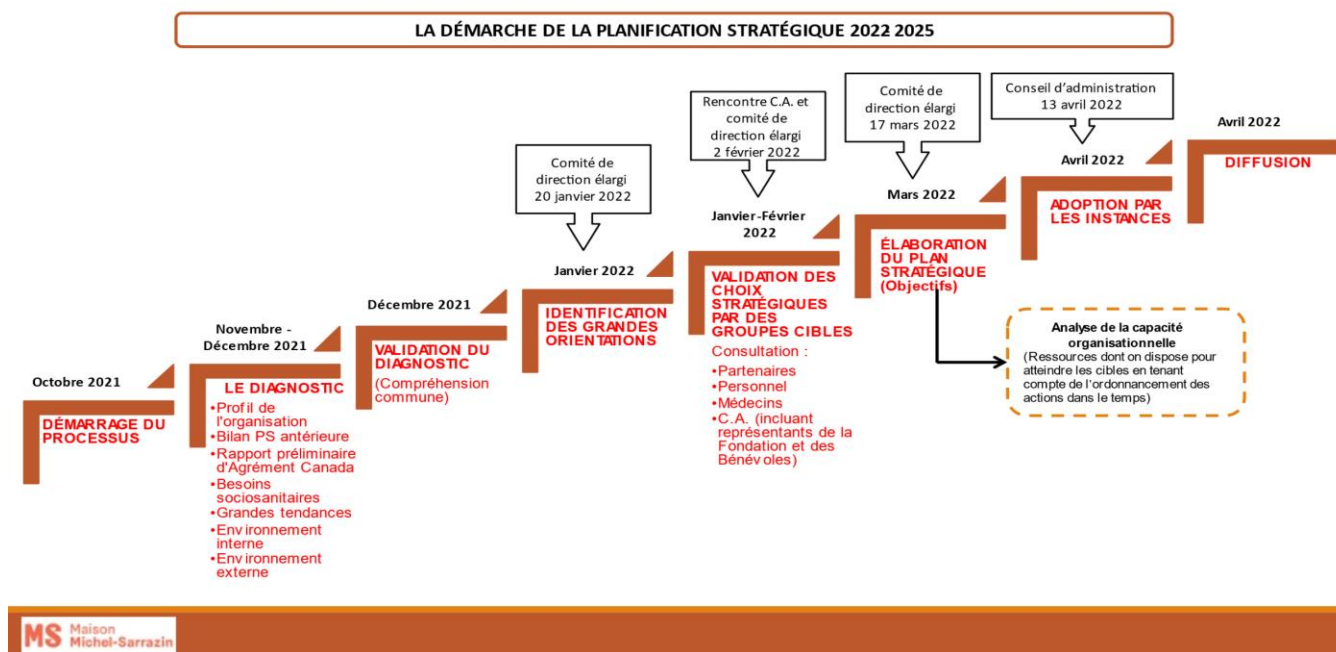 LA DÉMARCHE DE LA PLANIFICATION STRATÉGIQUE 2022-2025
Octobre 2021
DÉMARRAGE DU
PROCESSUS
Novembre -
Décembre 2021
LE DIAGNOSTIC
•Profil de
l'organisation
•Bilan PS antérieure
•Rapport préliminaire
d'Agrément Canada
•Besoins
sociosanitaires
•Grandes tendances
•Environnement
interne
•Environnement
externe
Décembre 2021
VALIDATION DU
DIAGNOSTIC
(Compréhension
commune)
Comité de
direction élargi
20 janvier 2022
Janvier 2022
IDENTIFICATION
DES GRANDES
ORIENTATIONS
Rencontre C.A. et
comité de
direction élargi
2 février 2022
Janvier-Février
2022
VALIDATION DES
CHOIX
STRATÉGIQUES
PAR DES
GROUPES CIBLES
Consultation :
•Partenaires
•Personnel
•Médecins
•C.A. (incluant
représentants de la
Fondation et des
Bénévoles)
Comité de
direction élargi
17 mars 2022
Mars 2022
ÉLABORATION
DU PLAN
STRATÉGIQUE
(Objectifs)
Analyse de la capacité
organisationnelle
(Ressources dont on dispose pour
atteindre les cibles en tenant
compte de l'ordonnancement des
actions dans le temps)
Conseil d'administration
13 avril 2022
Avril 2022
ADOPTION PAR
LES INSTANCES
Avril 2022
DIFFUSION
MS Maison
Michel-Sarrazin